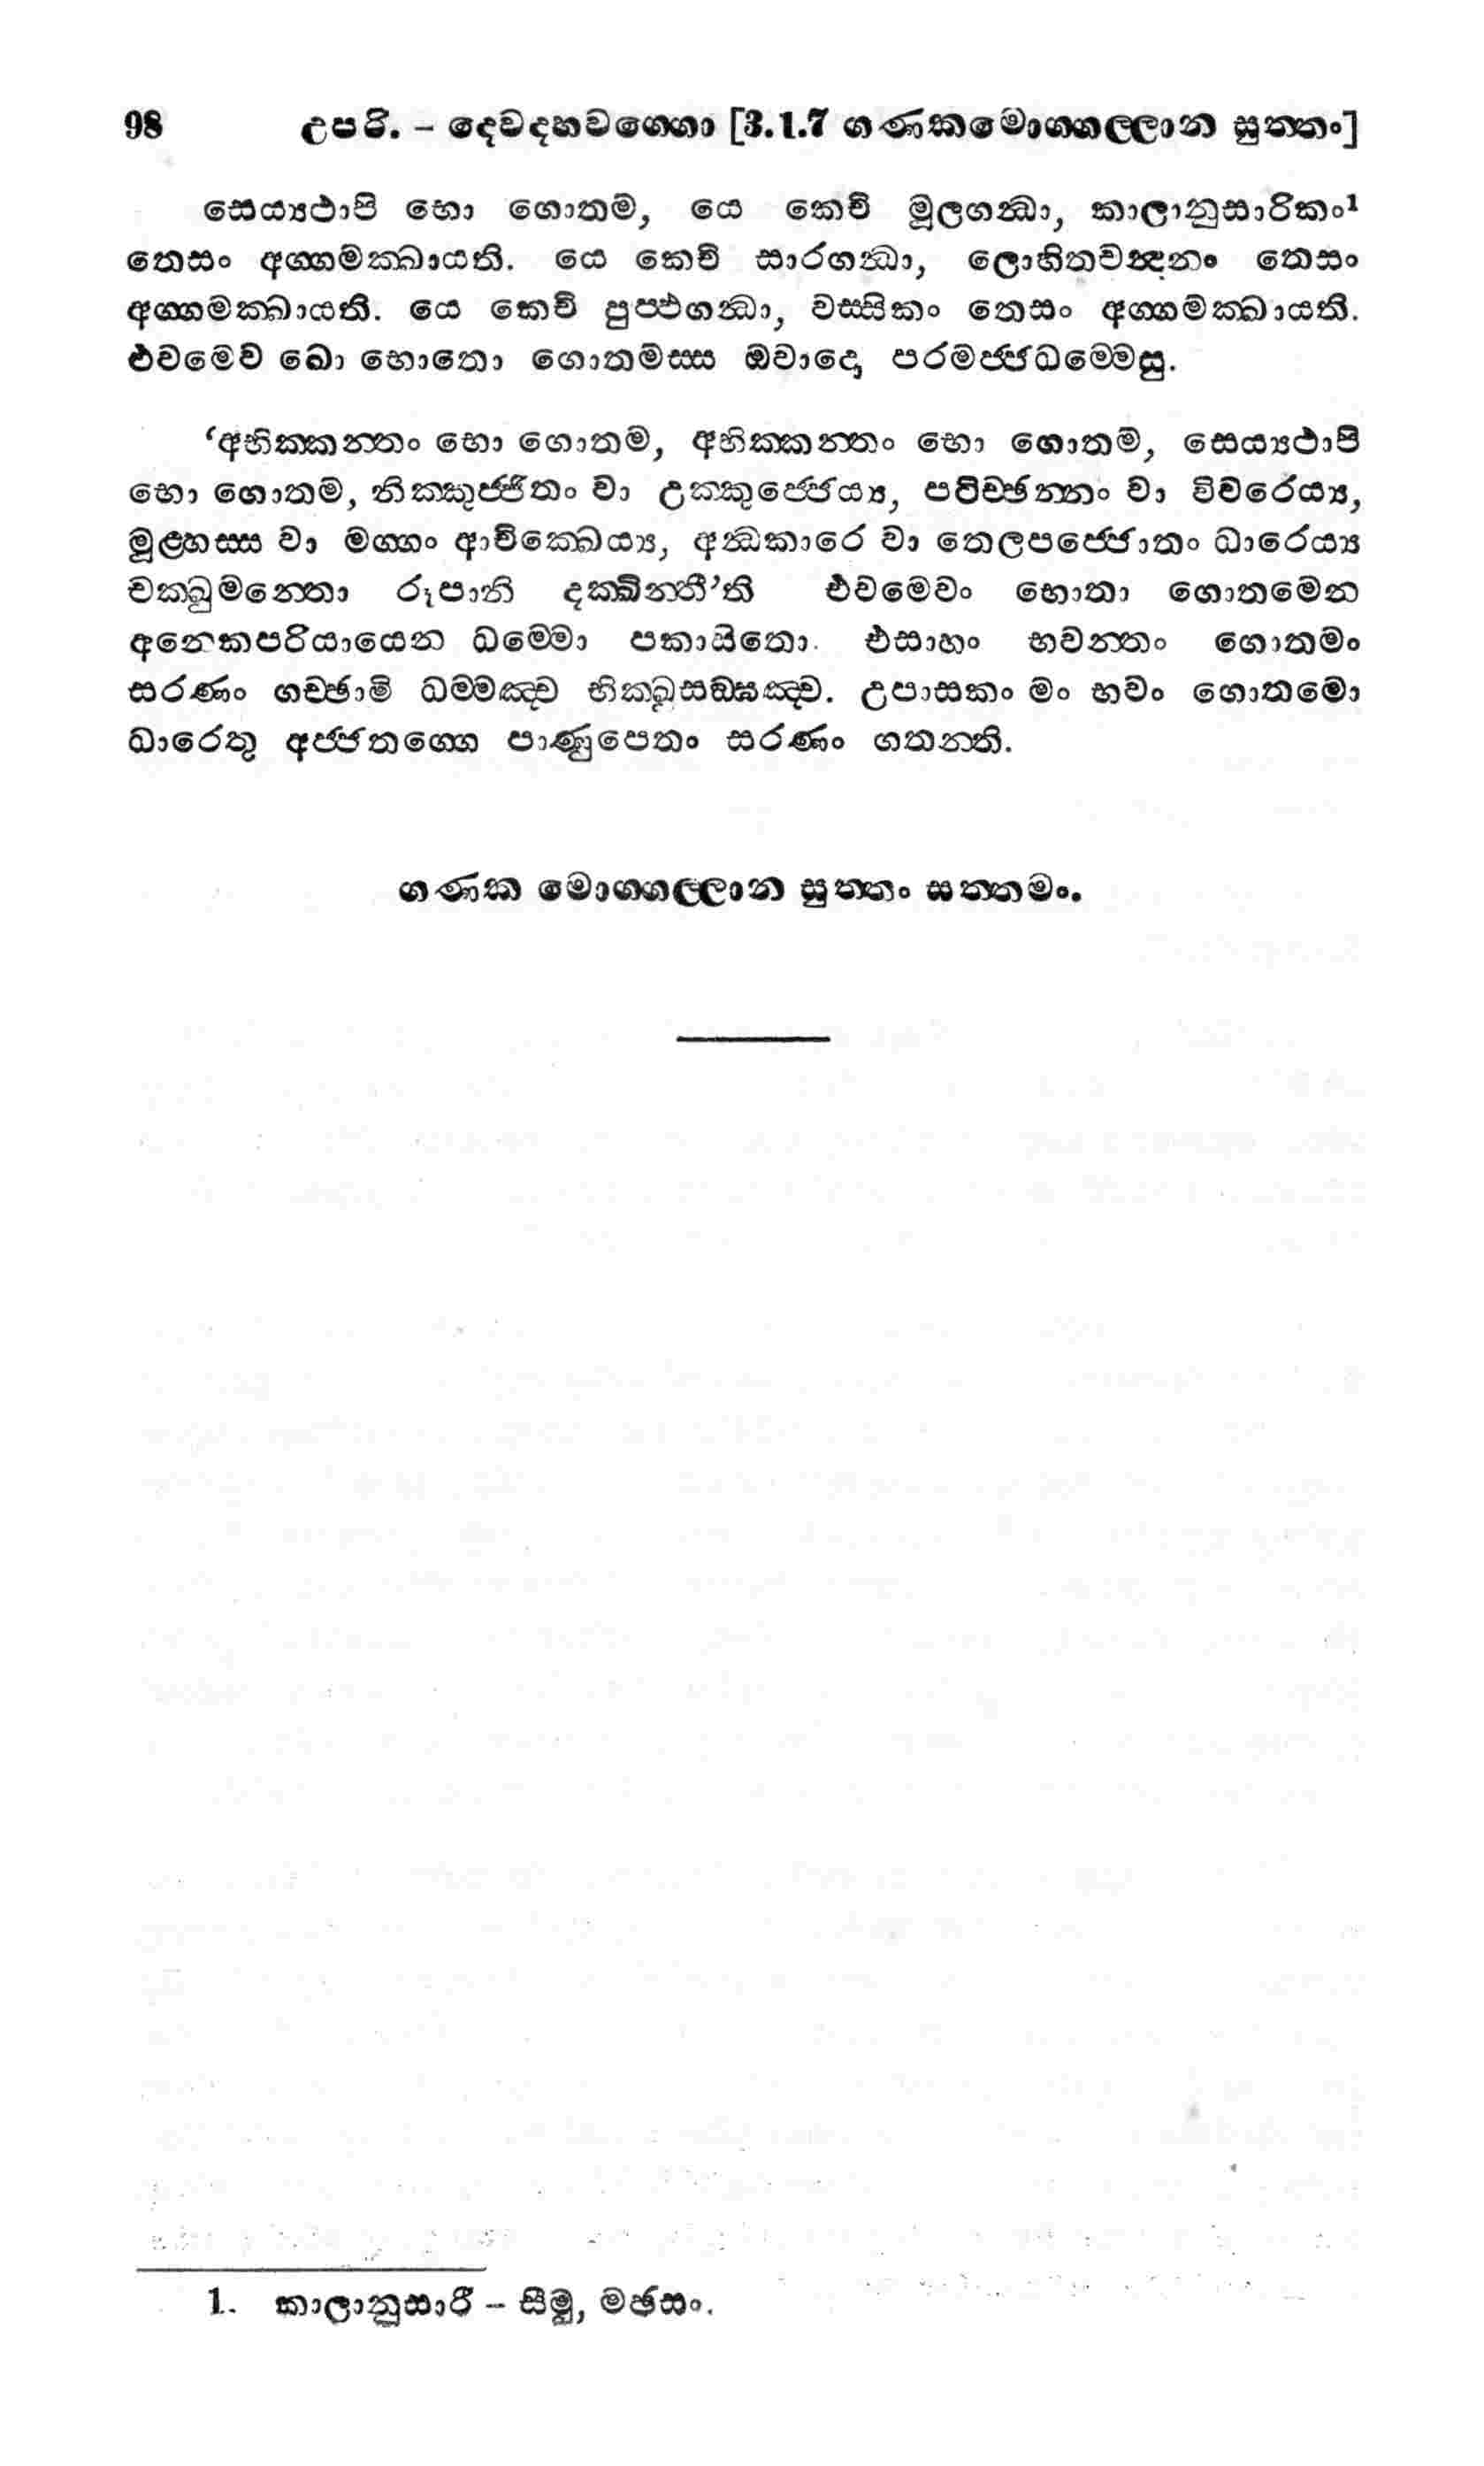 98 උපරි. – දෙවදහවග්ගො [3.1.7 ගණකමොග්ගල්ලාන සුත්තං]
සෙය්‍යථාපි භො ගොතම, යෙ කෙචි මූලගන්‍ධා, කාලානුසාරිකං¹
තෙසං අග්ගමක්ඛායති. යෙ කෙචි සාරගන්‍ධා, ලොහිතචන්‍දනං තෙසං
අග්ගමක්ඛායති. යෙ කෙචි පුප්ඵගන්‍ධා, වස්සිකං තෙසං අග්ගමක්ඛායති.
එවමෙව ඛො භොතො ගොතමස්ස ඔවාදො පරමජ්ජධම්මෙසු.
‘අභික්කන්තං භො ගොතම, අභික්කන්තං භො ගොතම, සෙය්‍යථාපි
භො ගොතම, නික්කුජ්ජිතං වා උක්කුජ්ජෙය්‍ය, පටිච්ඡන්නං වා විවරෙය්‍ය,
මූළ්හස්ස වා මග්ගං ආචික්ඛෙය්‍ය, අන්‍ධකාරෙ වා තෙලපජ්ජොතං ධාරෙය්‍ය
චක්ඛුමන්තො රූපානි දක්ඛින්තී’ති එවමෙවං භොතා ගොතමෙන
අනෙකපරියායෙන ධම්මො පකාසිතො. එසාහං භවන්තං ගොතමං
සරණං ගච්ඡාමි ධම්මඤ්ච භික්ඛුසඞ්ඝඤ්ච. උපාසකං මං භවං ගොතමො
ධාරෙතු අජ්ජතග්ගෙ පාණුපෙතං සරණං ගතන්ති.
ගණක මොග්ගල්ලාන සුත්තං සත්තමං.
1. කාලානුසාරී – සීමු, මඡසං.